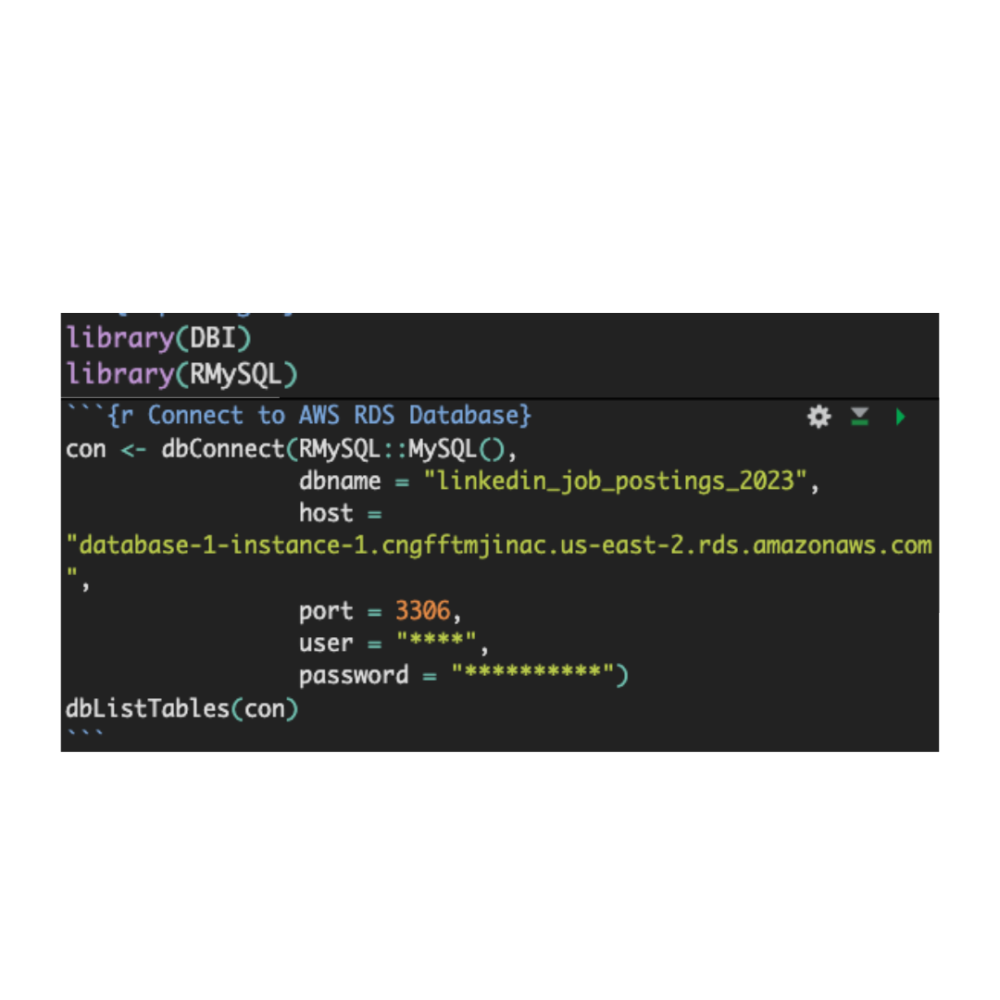 library(DBI)
library(RMySQL)
```{r Connect to AWS RDS Database}
con <- dbConnect(RMySQL::MySQL(),
dbname = "linkedin_job_postings_2023",
host =
"database-1-instance-1.cngfftmjinac.us-east-2.rds.amazonaws.com
",
port = 3306,
user = "****",
password = "**********")
dbListTables(con)
```